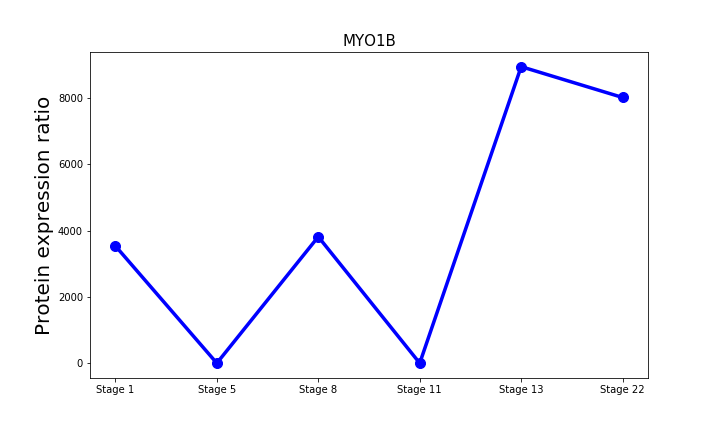 MYO1B
Protein expression ratio
8000
6000
4000
2000
0
Stage 1 Stage 5 Stage 8 Stage 11 Stage 13 Stage 22